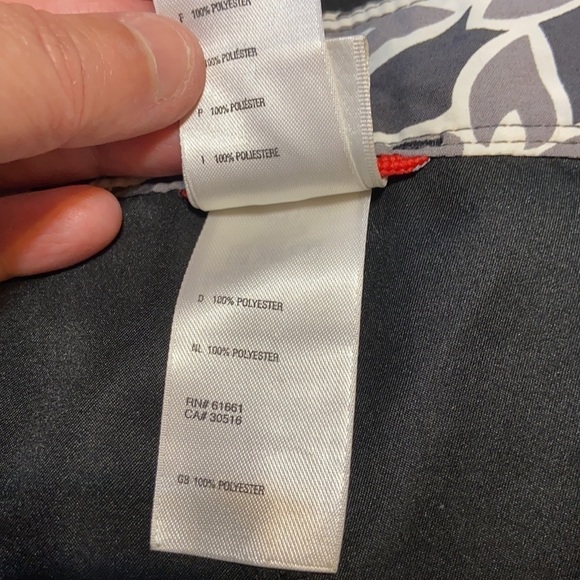 F 100% POLYESTER
100% POLIÉSTER
P 100% POLIÉSTER
I 100% POLIESTERE
D 100% POLYESTER
NL 100% POLYESTER
RN# 61661
CA# 30516
GB 100% POLYESTER